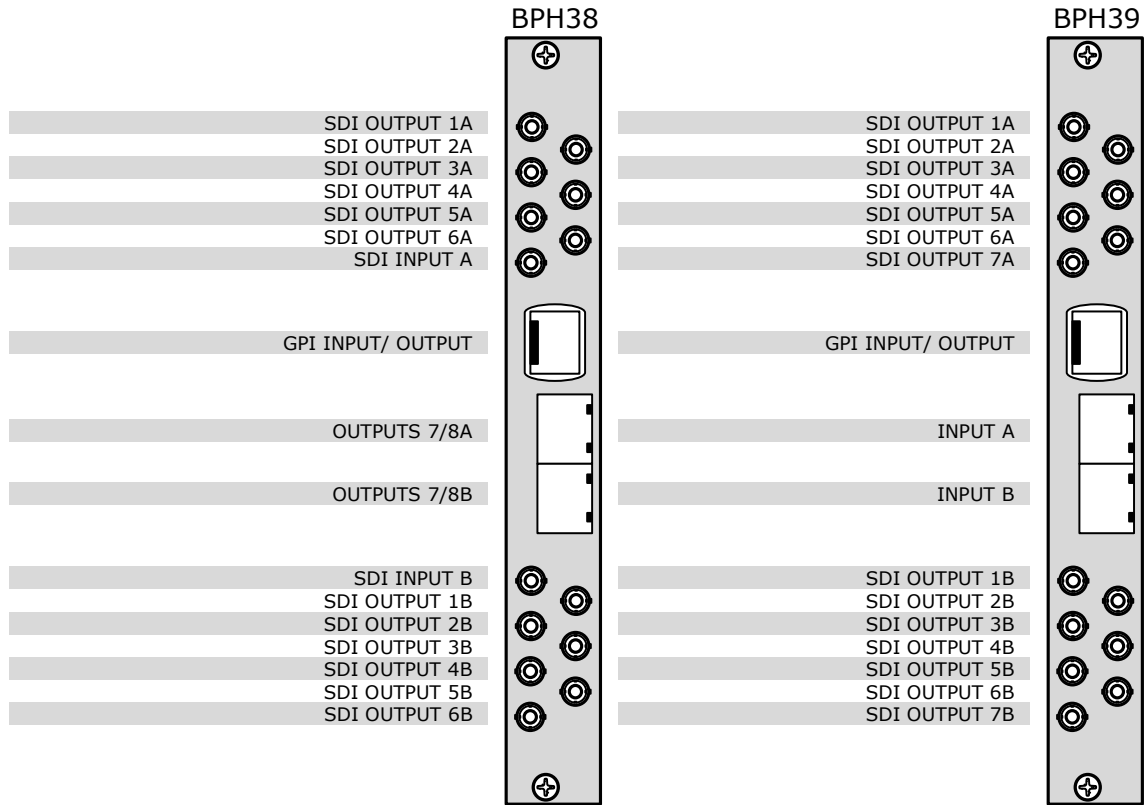 BPH38
SDI OUTPUT 1A
SDI OUTPUT 2A
SDI OUTPUT 3A
SDI OUTPUT 4A
SDI OUTPUT 5A
SDI OUTPUT 6A
SDI INPUT A
GPI INPUT/ OUTPUT
OUTPUTS 7/8A
OUTPUTS 7/8B
SDI INPUT B
SDI OUTPUT 1B
SDI OUTPUT 2B
SDI OUTPUT 3B
SDI OUTPUT 4B
SDI OUTPUT 5B
SDI OUTPUT 6B
BPH39
SDI OUTPUT 1A
SDI OUTPUT 2A
SDI OUTPUT 3A
SDI OUTPUT 4A
SDI OUTPUT 5A
SDI OUTPUT 6A
SDI OUTPUT 7A
GPI INPUT/ OUTPUT
INPUT A
INPUT B
SDI OUTPUT 1B
SDI OUTPUT 2B
SDI OUTPUT 3B
SDI OUTPUT 4B
SDI OUTPUT 5B
SDI OUTPUT 6B
SDI OUTPUT 7B